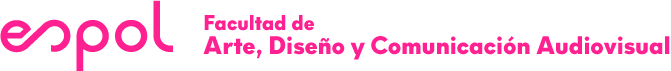 espol
Facultad de
Arte, Diseño y Comunicación Audiovisual